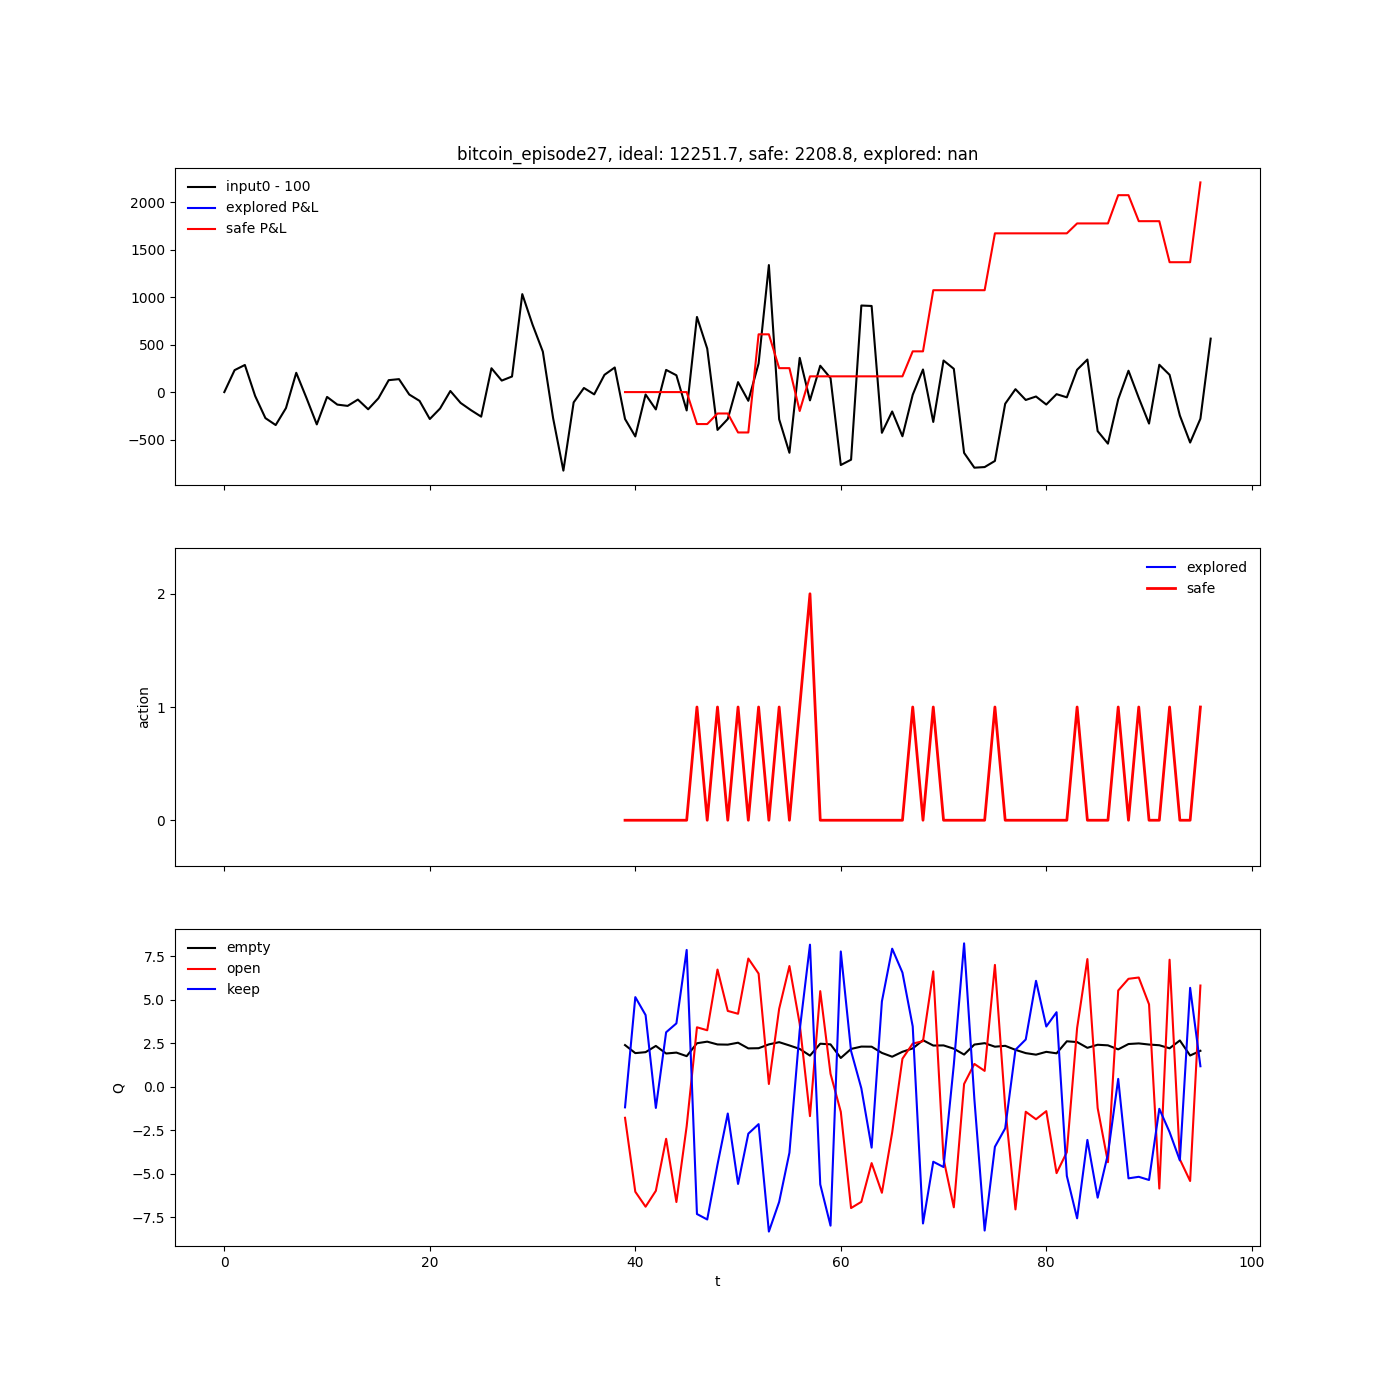 bitcoin_episode27, ideal: 12251.7, safe: 2208.8, explored: nan
input0 - 100
explored P&L
safe P&L
2000
1500
1000
500
0
−500
explored
safe
2
1
0
action
empty
open
keep
7.5
5.0
2.5
0.0
−2.5
−5.0
−7.5
Q
0 20 40 60 80 100
t